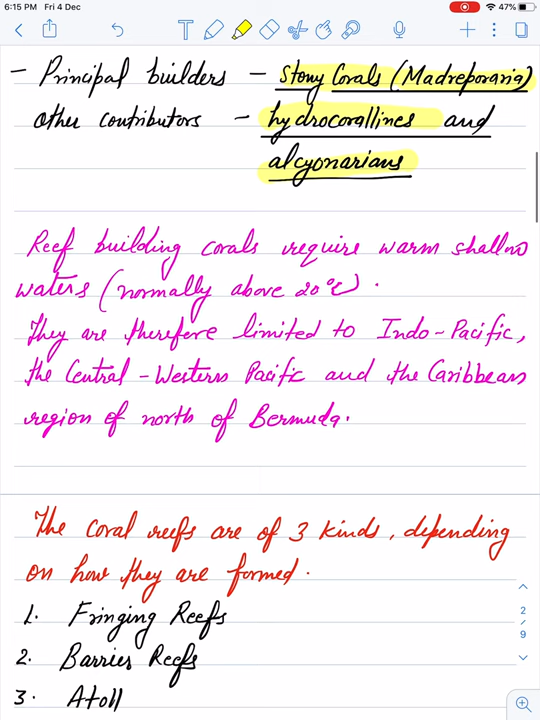 6:15 PM Fri 4 Dec 47%
- Principal builders - Stony Corals (Madreporaria)
other contributors - hydrocorallines and
alcyonarians
Reef building corals require warm shallow
waters (normally above 20°C).
They are therefore limited to Indo-Pacific,
the Central-Western Pacific and the Caribbean
region of north of Bermuda.
The coral reefs are of 3 kinds, depending
on how they are formed.
1. Fringing Reefs
2. Barrier Reefs
3. Atoll
2
/
9